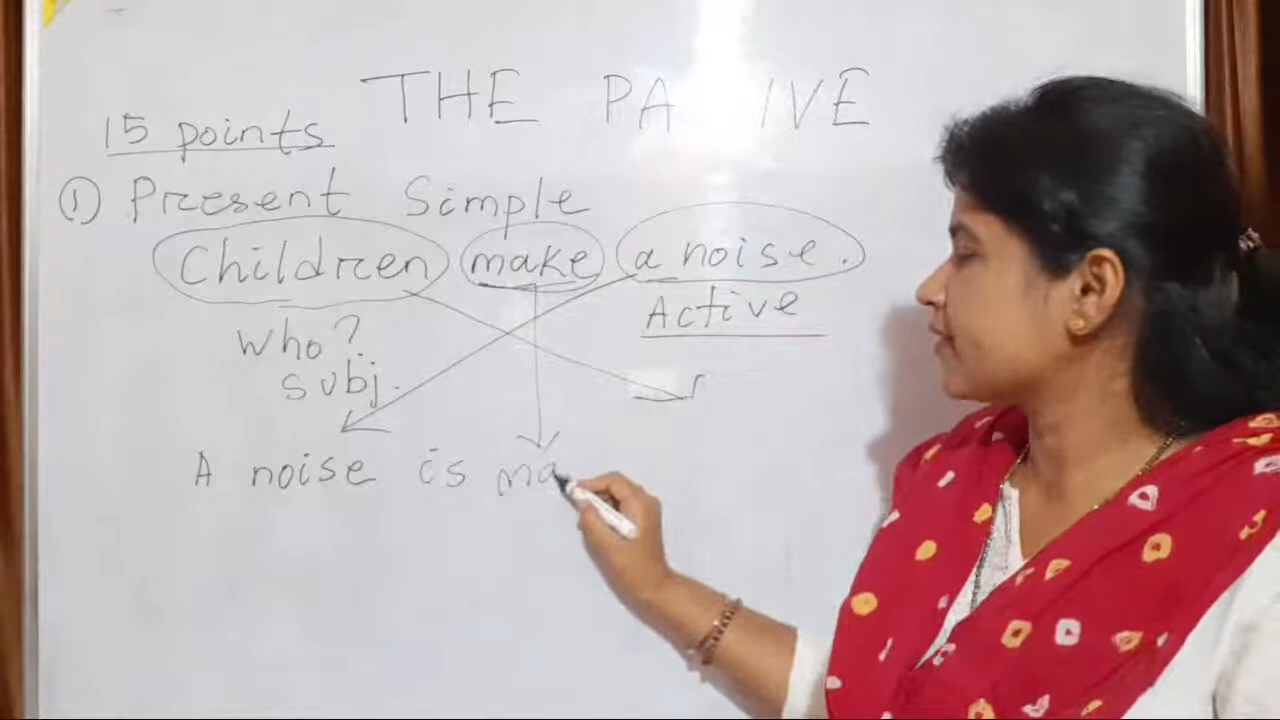 THE PA IVE
15 points
① Present Simple
Children make a noise.
Active
Who?
subj.
A noise is ma